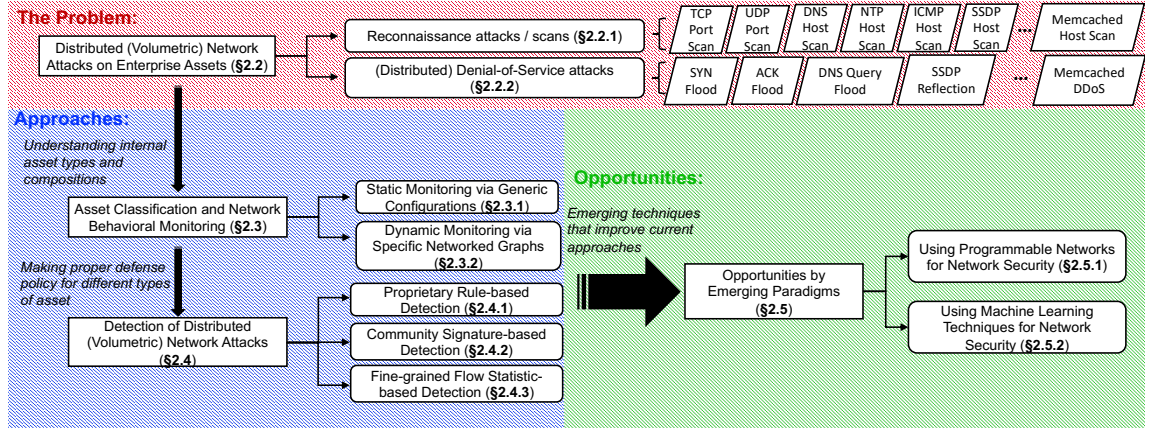 The Problem:
Distributed (Volumetric) Network
Attacks on Enterprise Assets (§2.2)
Reconnaissance attacks / scans (§2.2.1)
TCP
Port
Scan
UDP
Port
Scan
DNS
Host
Scan
NTP
Host
Scan
ICMP
Host
Scan
SSDP
Host
Scan
...
Memcached
Host Scan
(Distributed) Denial-of-Service attacks
(§2.2.2)
SYN
Flood
ACK
Flood
DNS Query
Flood
SSDP
Reflection
...
Memcached
DDoS
Approaches:
Understanding internal
asset types and
compositions
Asset Classification and Network
Behavioral Monitoring (§2.3)
Static Monitoring via Generic
Configurations (§2.3.1)
Dynamic Monitoring via
Specific Networked Graphs
(§2.3.2)
Making proper defense
policy for different types
of asset
Detection of Distributed
(Volumetric) Network Attacks
(§2.4)
Proprietary Rule-based
Detection (§2.4.1)
Community Signature-based
Detection (§2.4.2)
Fine-grained Flow Statistic-
based Detection (§2.4.3)
Opportunities:
Emerging techniques
that improve current
approaches
Opportunities by
Emerging Paradigms
(§2.5)
Using Programmable Networks
for Network Security (§2.5.1)
Using Machine Learning
Techniques for Network
Security (§2.5.2)